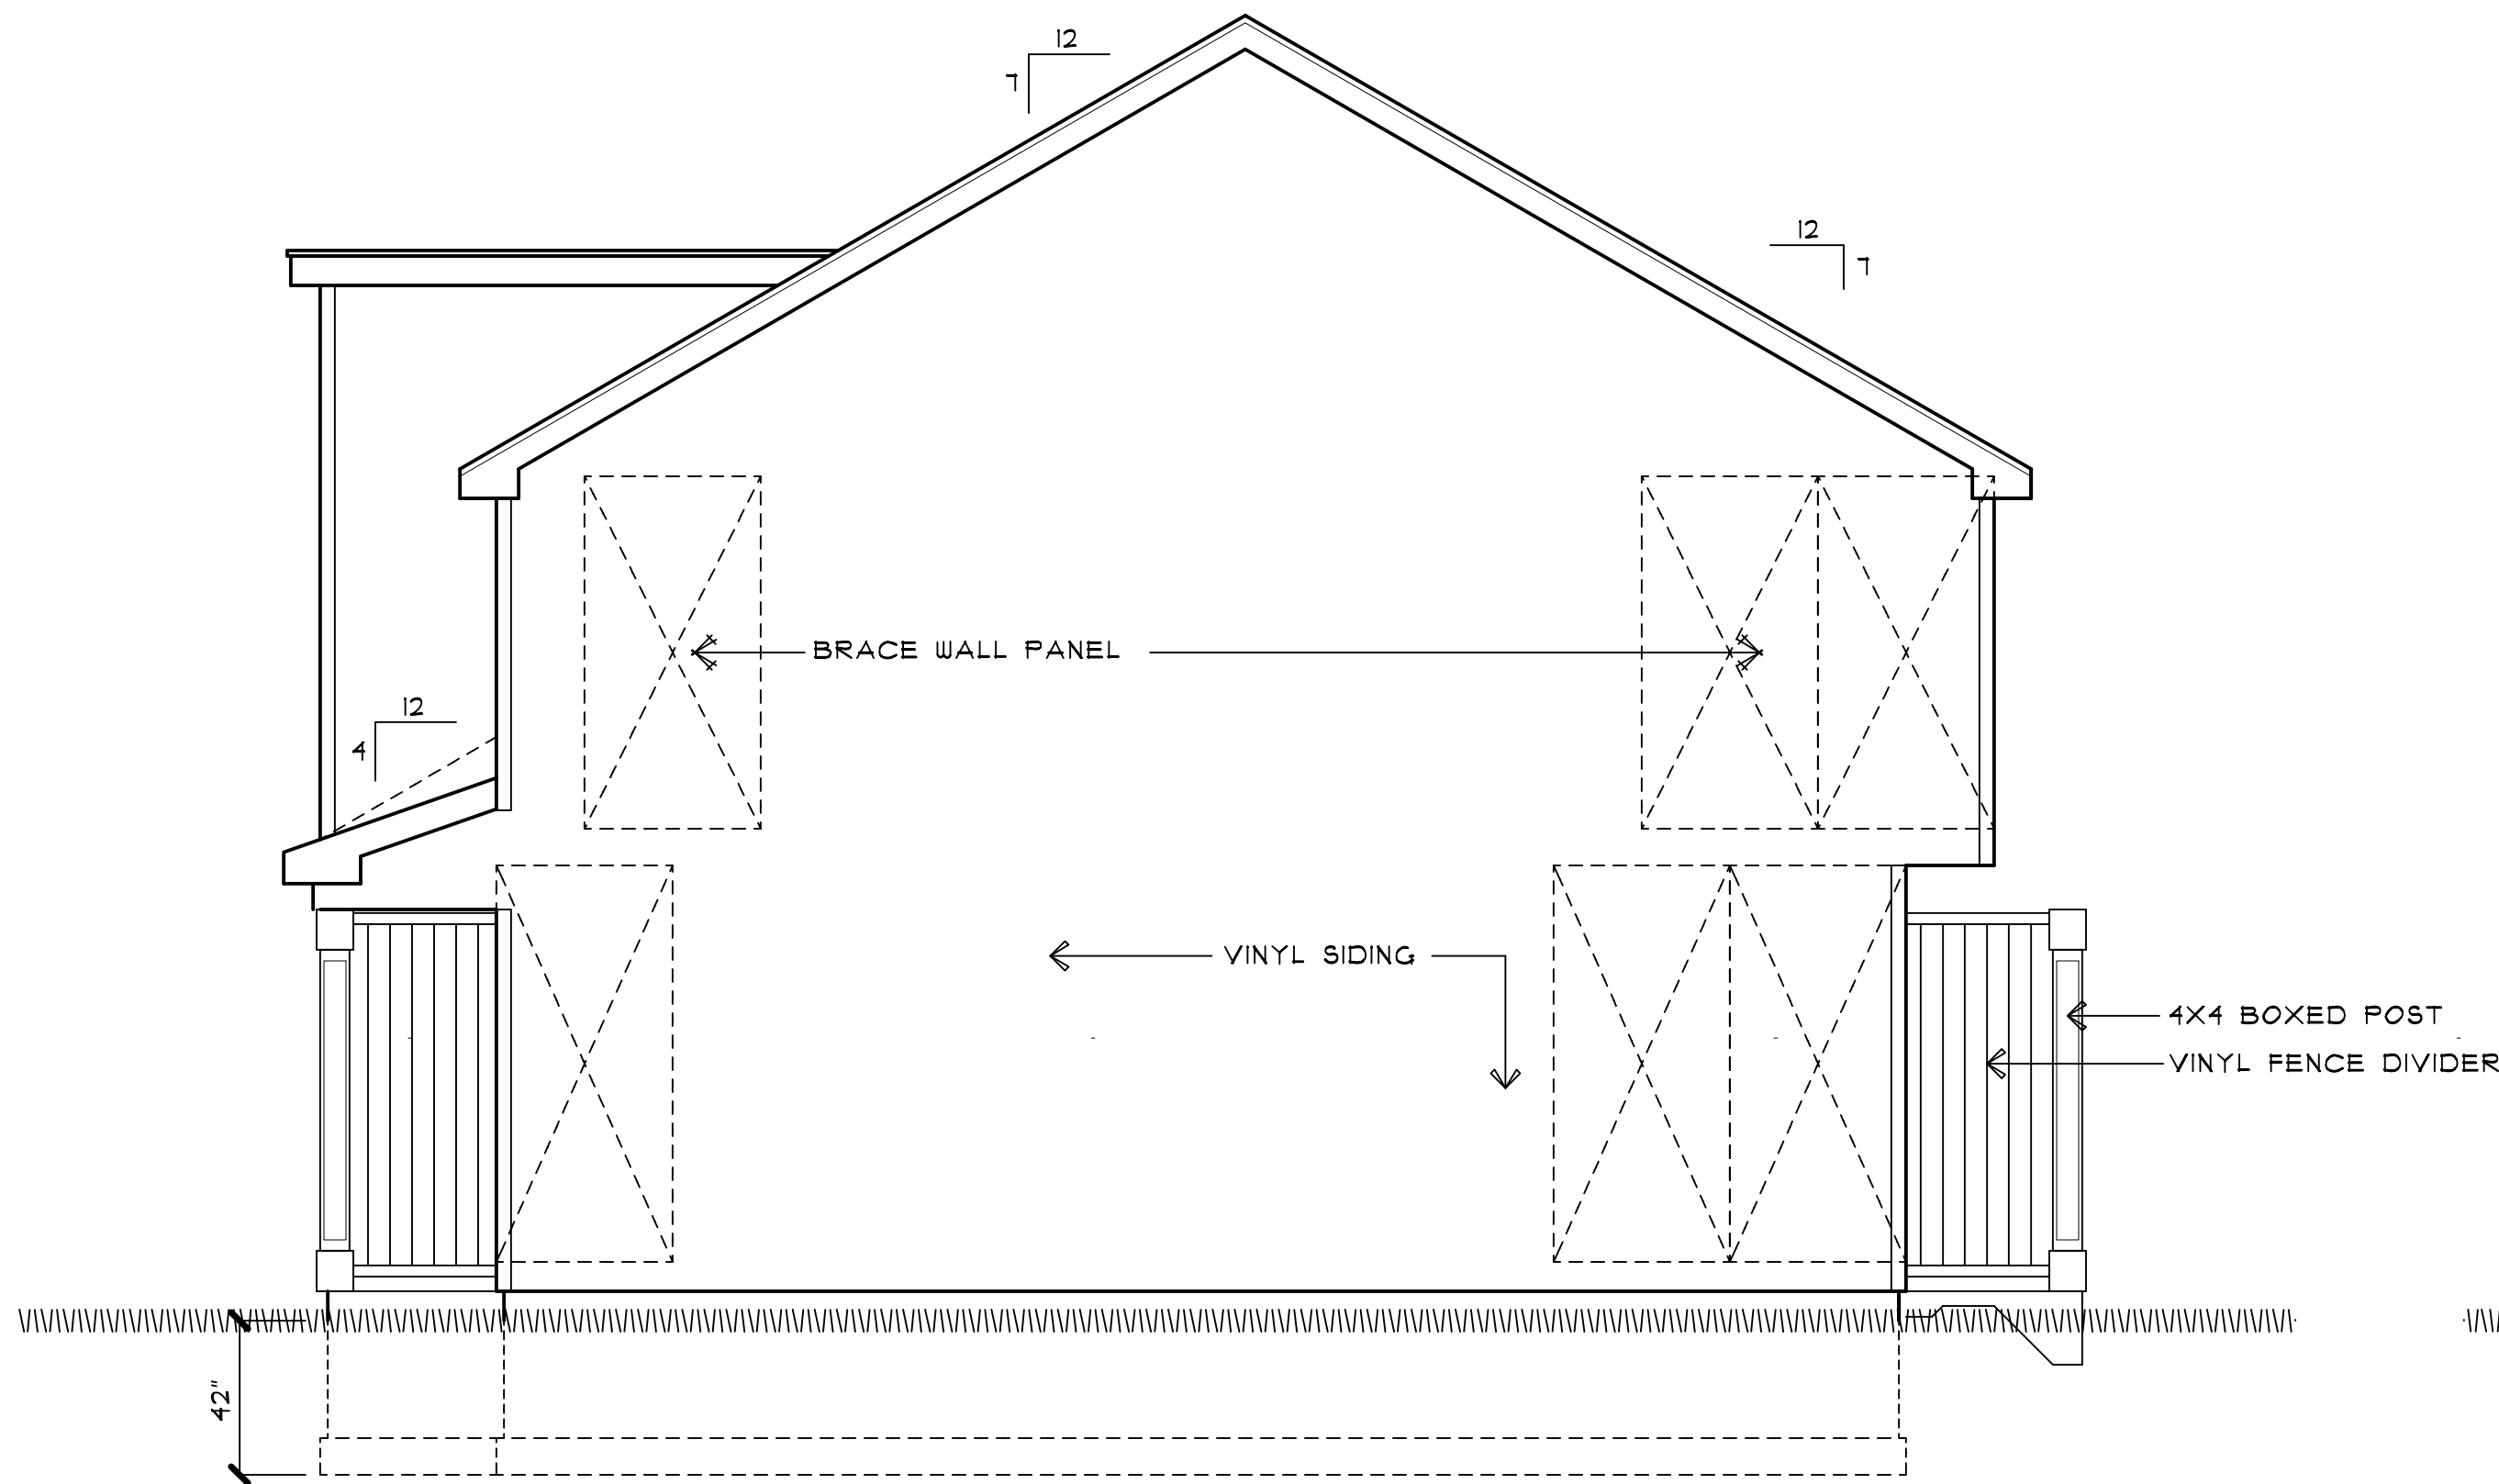 12
7
12
7
BRACE WALL PANEL
12
4
VINYL SIDING
4X4 BOXED POST
VINYL FENCE DIVIDER
42"